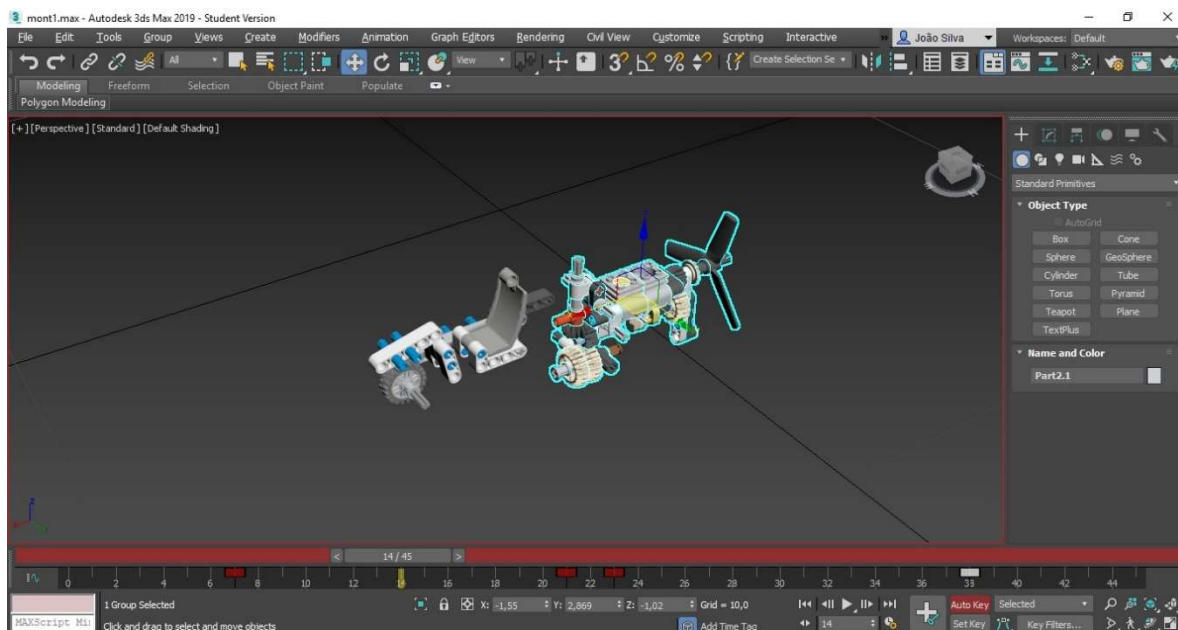 mont1.max - Autodesk 3ds Max 2019 - Student Version
File Edit Tools Group Views Create Modifiers Animation Graph Editors Rendering Civil View Customize Scripting Interactive » João Silva Workspaces: Default
All View Create Selection Se
Modeling Freeform Selection Object Paint Populate
Polygon Modeling
[+] [Perspective] [Standard] [Default Shading]
Standard Primitives
Object Type
AutoGrid
Box Cone
Sphere GeoSphere
Cylinder Tube
Torus Pyramid
Teapot Plane
TextPlus
Name and Color
Part2.1
z
< 14 / 45 >
0 2 4 6 8 10 12 14 16 18 20 22 24 26 28 30 32 34 36 38 40 42 44
1 Group Selected X: -1,55 Y: 2,869 Z: -1,02 Grid = 10,0 Auto Key Selected
MAXScript Mi
Click and drag to select and move objects Add Time Tag 14 Set Key Key Filters...